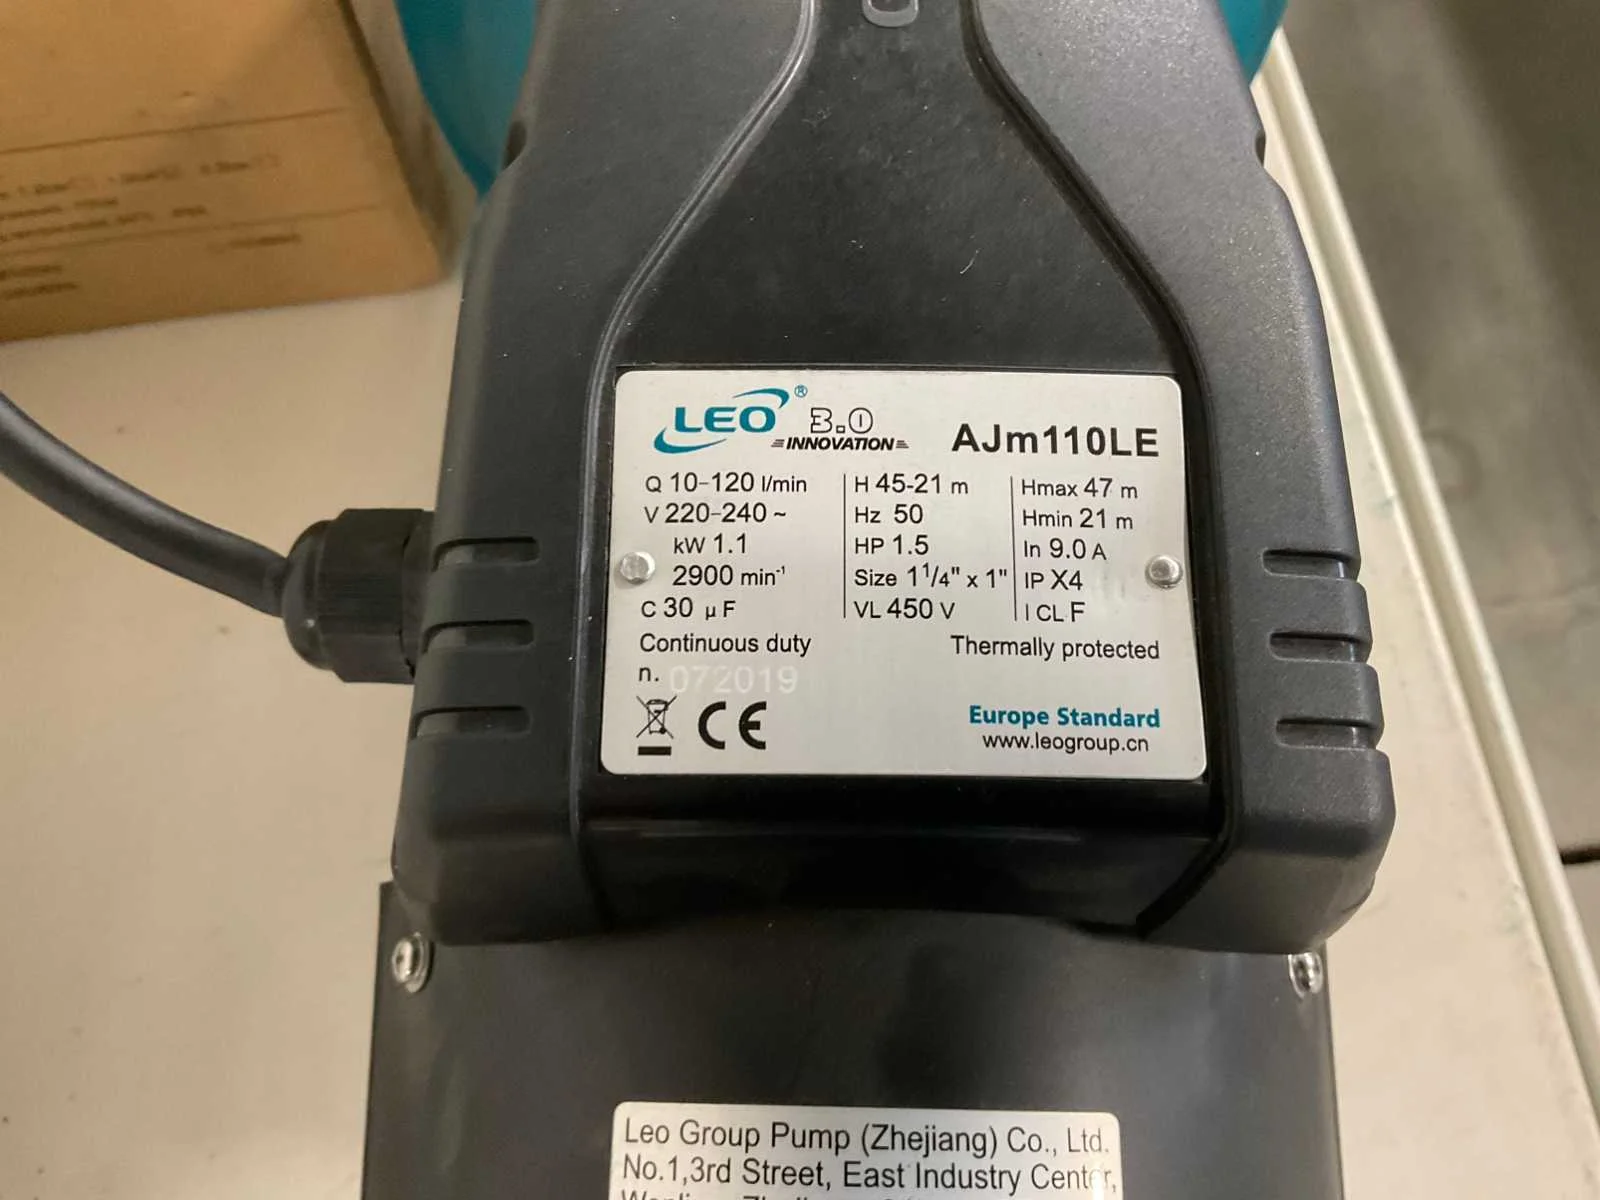 LEO® 3.0
INNOVATION
AJm110LE
Q 10-120 l/min H 45-21 m Hmax 47 m
V 220-240 ~ Hz 50 Hmin 21 m
kW 1.1 HP 1.5 In 9.0 A
2900 min⁻¹ Size 1¹/4" x 1" IP X4
C 30 µF VL 450 V I CL F
Continuous duty Thermally protected
n. 072019
CE
Europe Standard
www.leogroup.cn
Leo Group Pump (Zhejiang) Co., Ltd.
No.1,3rd Street, East Industry Center,